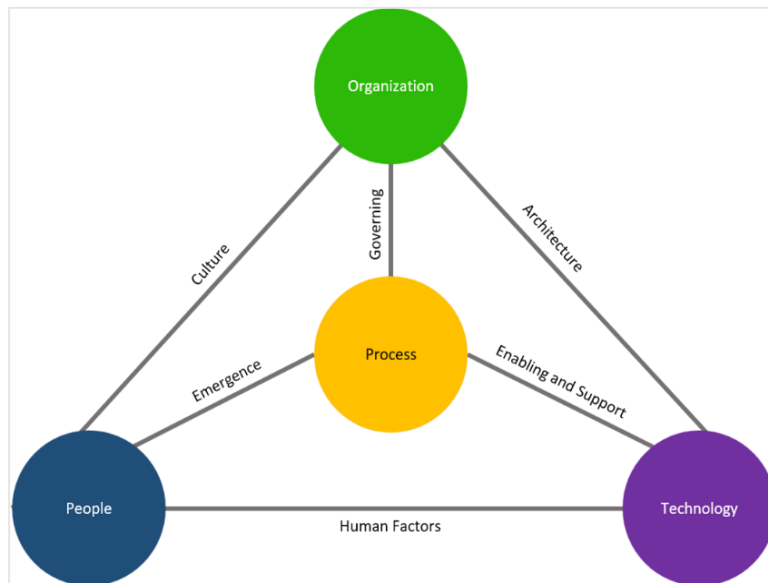 Organization
Governing
Culture
Architecture
Process
Emergence
Enabling and Support
People
Technology
Human Factors